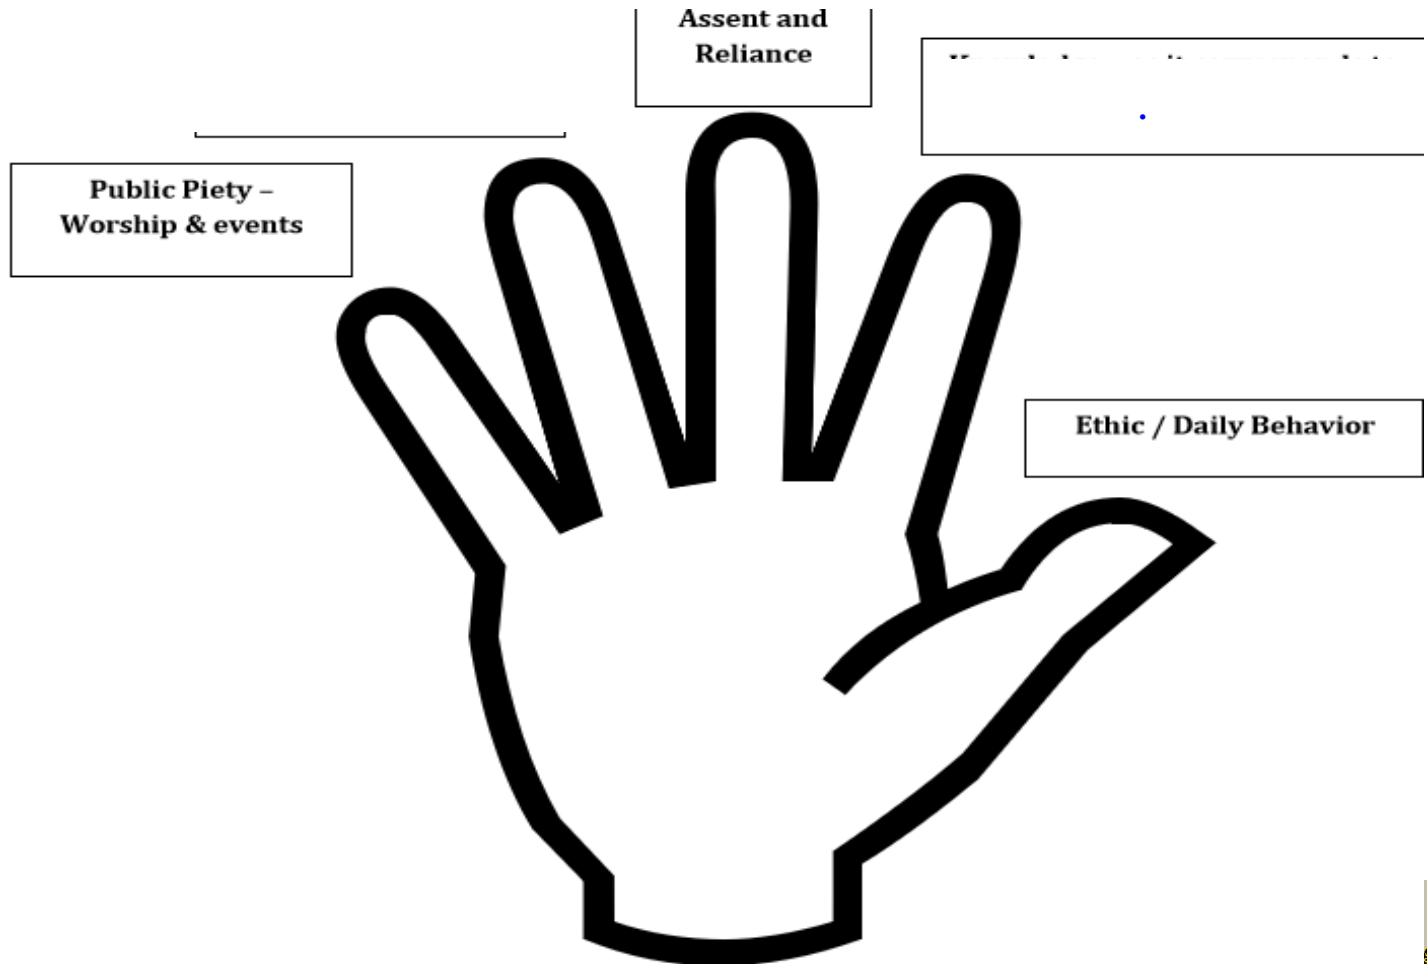 Assent and
Reliance
Public Piety –
Worship & events
Ethic / Daily Behavior